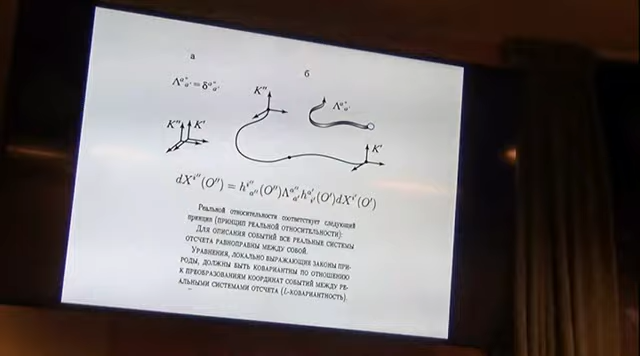 а
б
Λ^{a''}_{a'} = δ^{a''}_{a'}
K''
Λ^{a''}_{a'}
K'' K'
K'
dX^{i''}(O'') = h^{i''}_{a''}(O'')Λ^{a''}_{a'}h^{a'}_{i'}(O')dX^{i'}(O')
Реальной относительности соответствует следующий
принцип (ПРИНЦИП РЕАЛЬНОЙ ОТНОСИТЕЛЬНОСТИ):
ДЛЯ ОПИСАНИЯ СОБЫТИЙ ВСЕ РЕАЛЬНЫЕ СИСТЕМЫ
ОТСЧЕТА РАВНОПРАВНЫ МЕЖДУ СОБОЙ.
УРАВНЕНИЯ, ЛОКАЛЬНО ВЫРАЖАЮЩИЕ ЗАКОНЫ ПРИ-
РОДЫ, ДОЛЖНЫ БЫТЬ КОВАРИАНТНЫ ПО ОТНОШЕНИЮ
К ПРЕОБРАЗОВАНИЯМ КООРДИНАТ СОБЫТИЙ МЕЖДУ РЕ-
АЛЬНЫМИ СИСТЕМАМИ ОТСЧЕТА (L-КОВАРИАНТНОСТЬ).